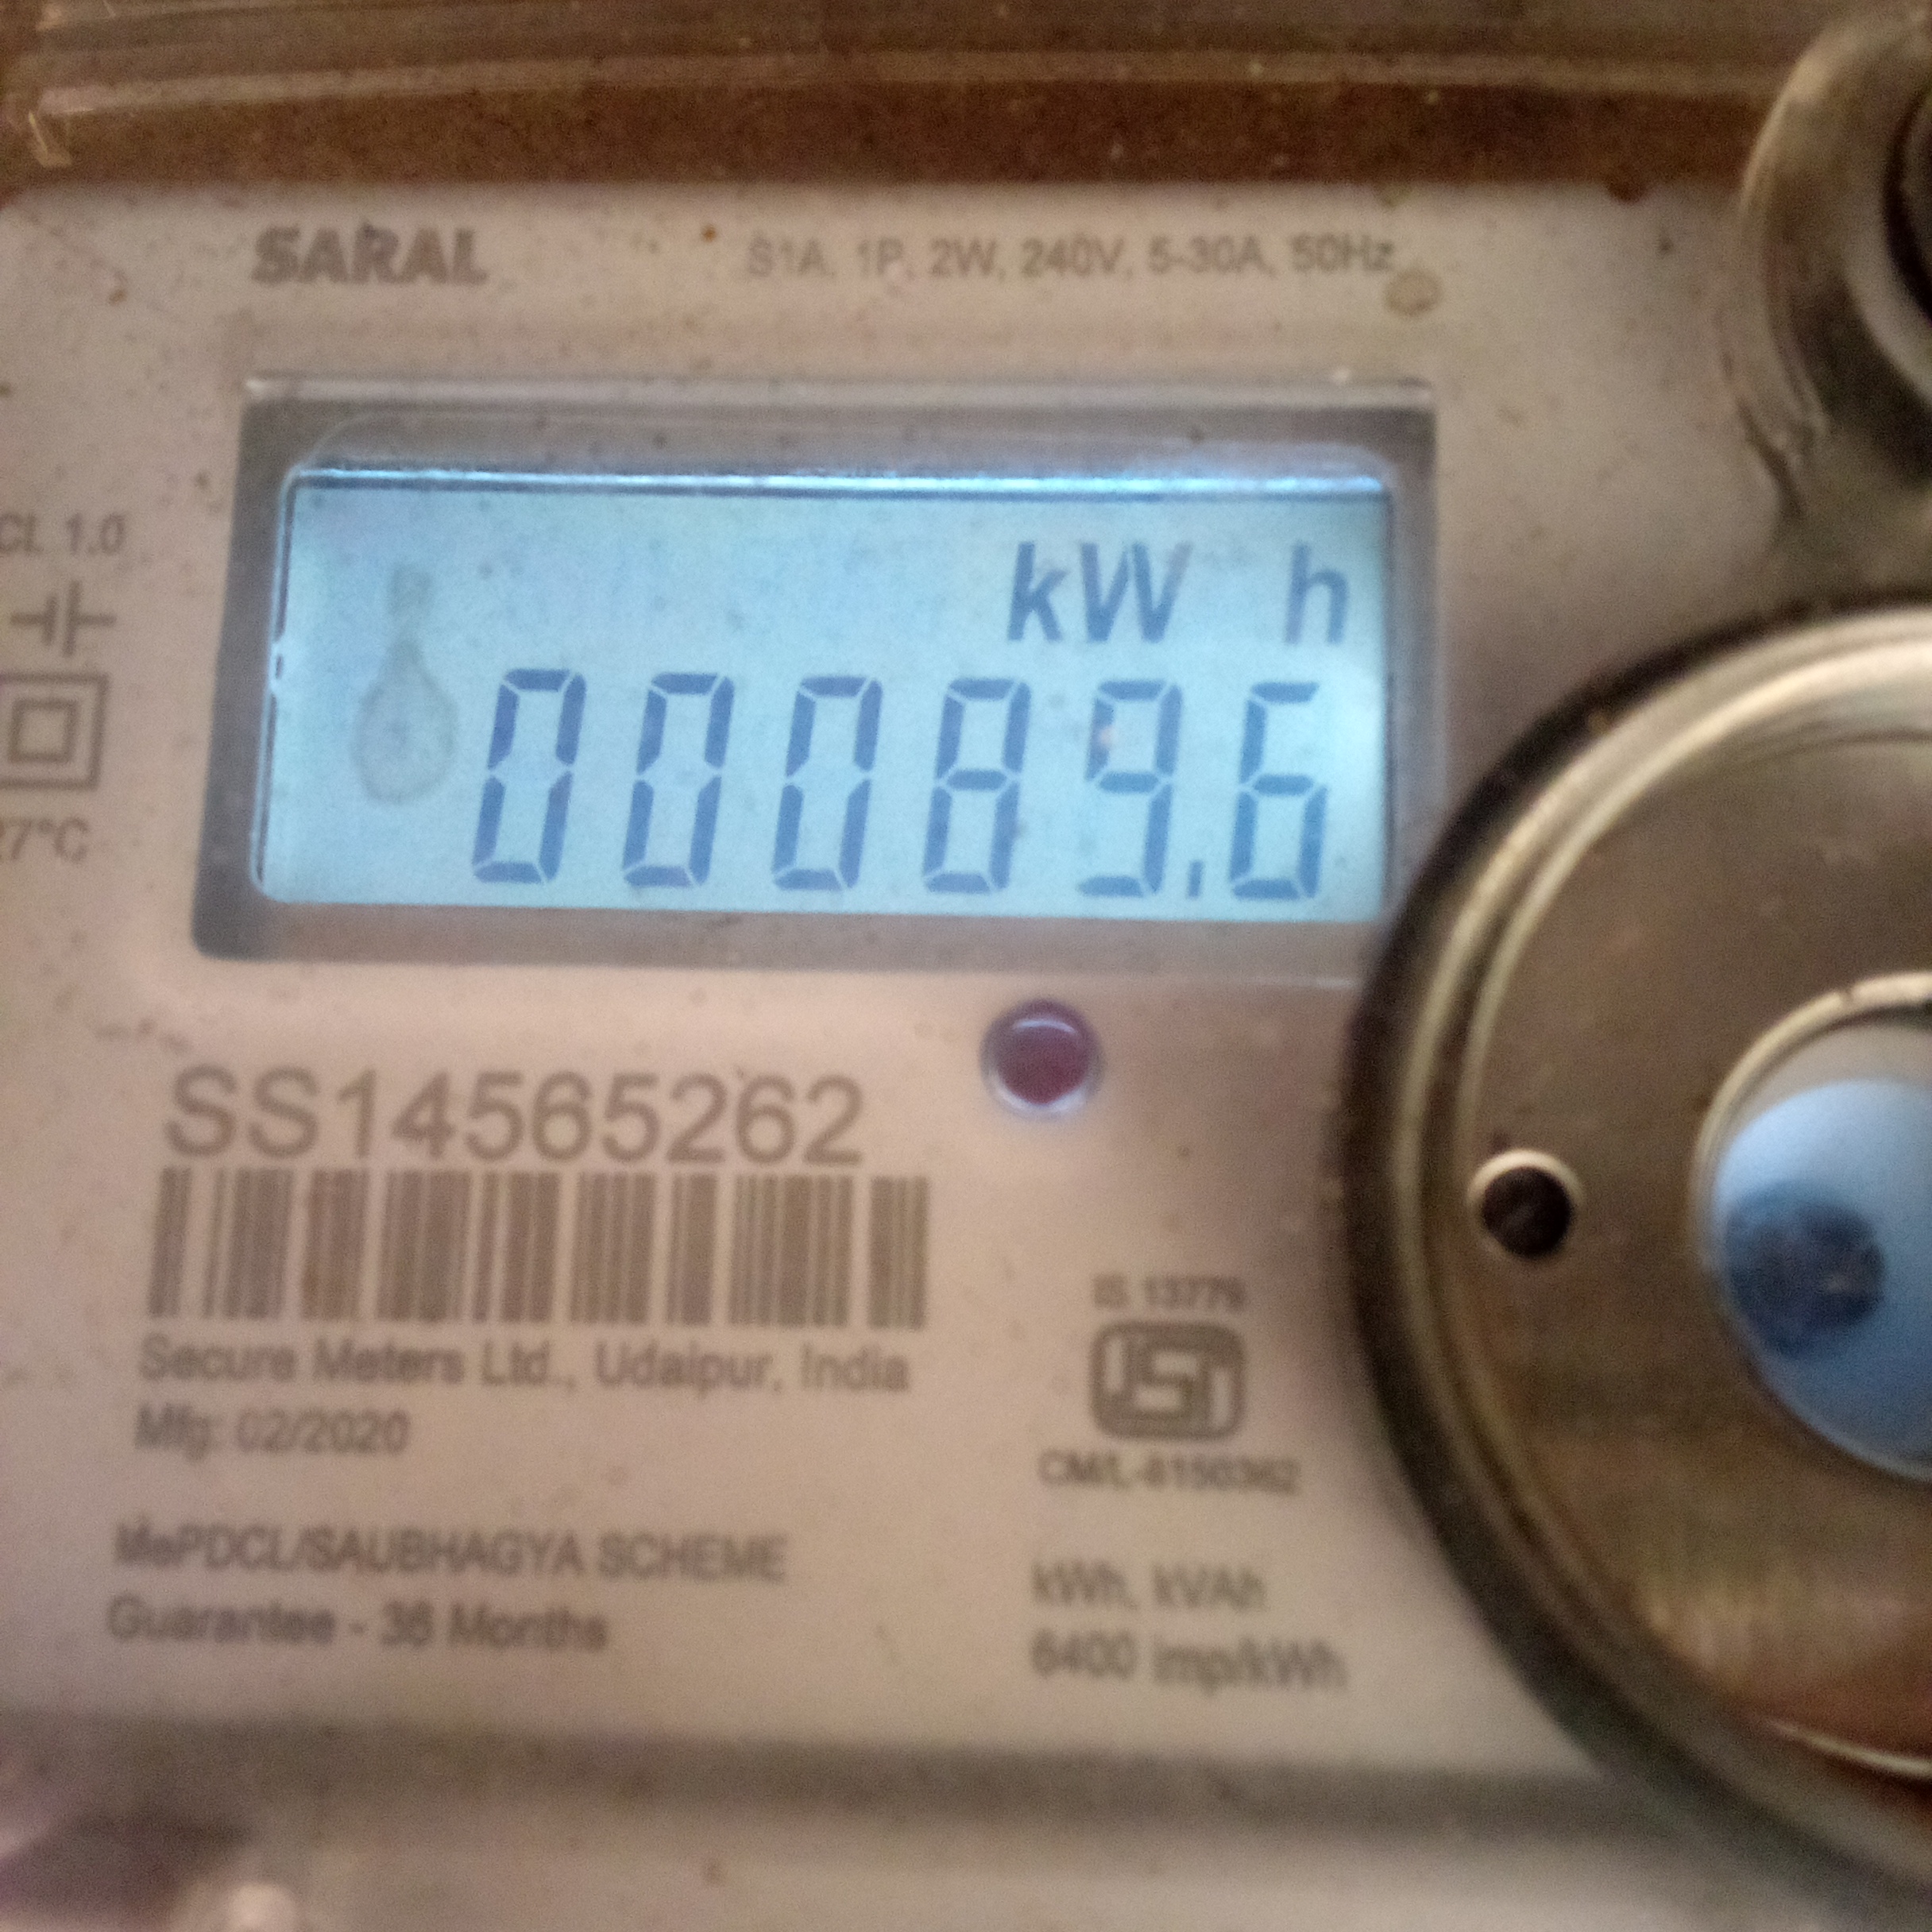 SARAL
S1A, 1P, 2W, 240V, 5-30A, 50Hz
CL 1.0
27°C
kW h
00089.6
SS14565262
Secure Meters Ltd., Udaipur, India
Mfg: 02/2020
MePDCL/SAUBHAGYA SCHEME
Guarantee - 36 Months
IS 13779
ISI
CM/L-8150362
kWh, kVAh
6400 imp/kWh